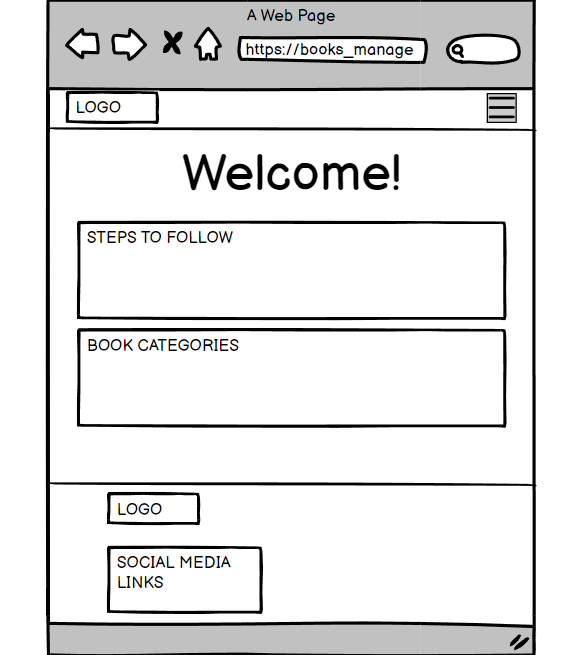 A Web Page
https://books_manage
LOGO
Welcome!
STEPS TO FOLLOW
BOOK CATEGORIES
LOGO
SOCIAL MEDIA
LINKS